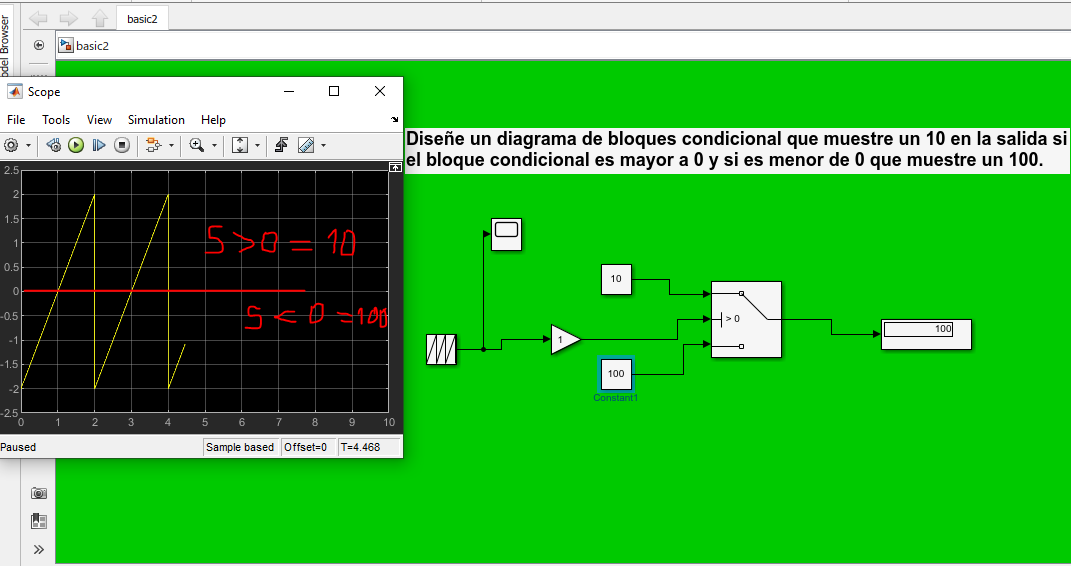 basic2
basic2
odel Browser
Scope
File Tools View Simulation Help
Diseñe un diagrama de bloques condicional que muestre un 10 en la salida si
el bloque condicional es mayor a 0 y si es menor de 0 que muestre un 100.
2.5
2
1.5
1
0.5
0
-0.5
-1
-1.5
-2
-2.5
0 1 2 3 4 5 6 7 8 9 10
S > 0 = 10
S < 0 = 100
Paused Sample based Offset=0 T=4.468
10
> 0
1
100
100
Constant1